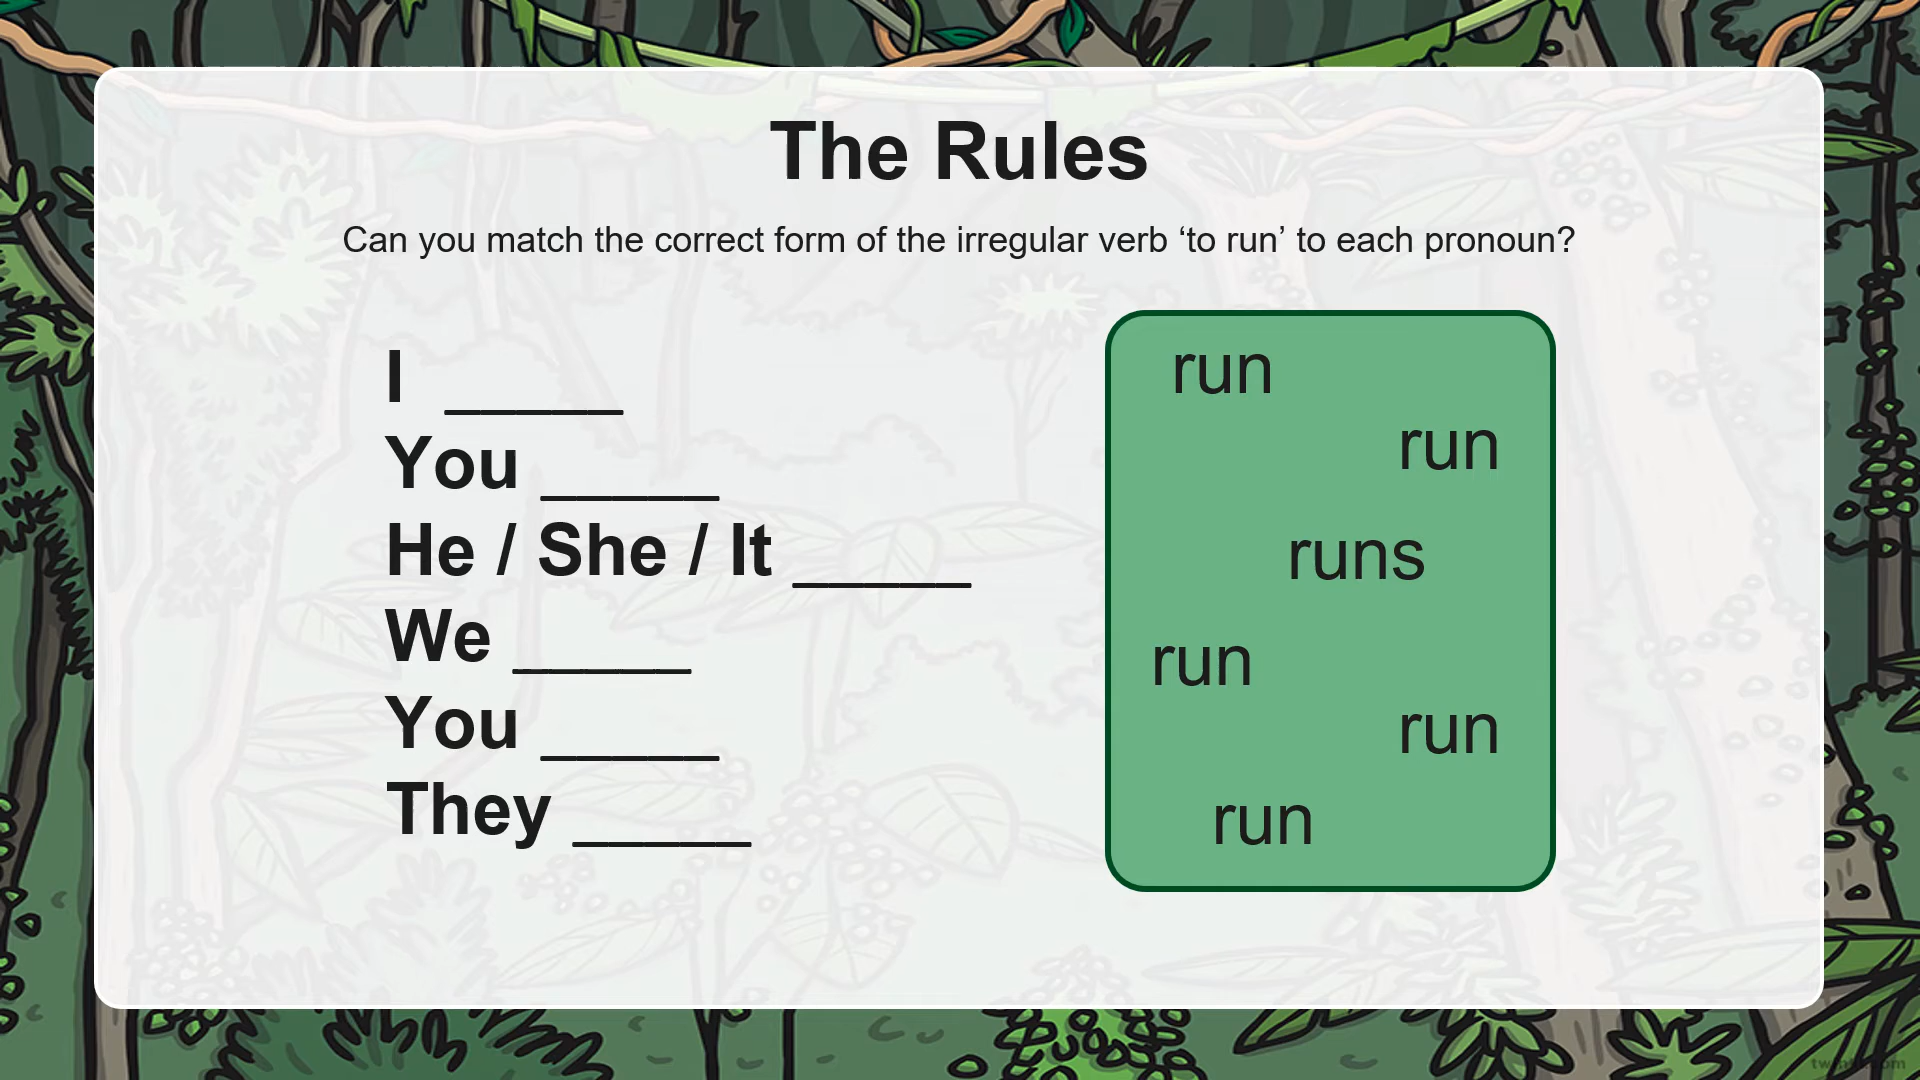 The Rules
Can you match the correct form of the irregular verb ‘to run’ to each pronoun?
I _____
You _____
He / She / It _____
We _____
You _____
They _____
run
run
runs
run
run
run